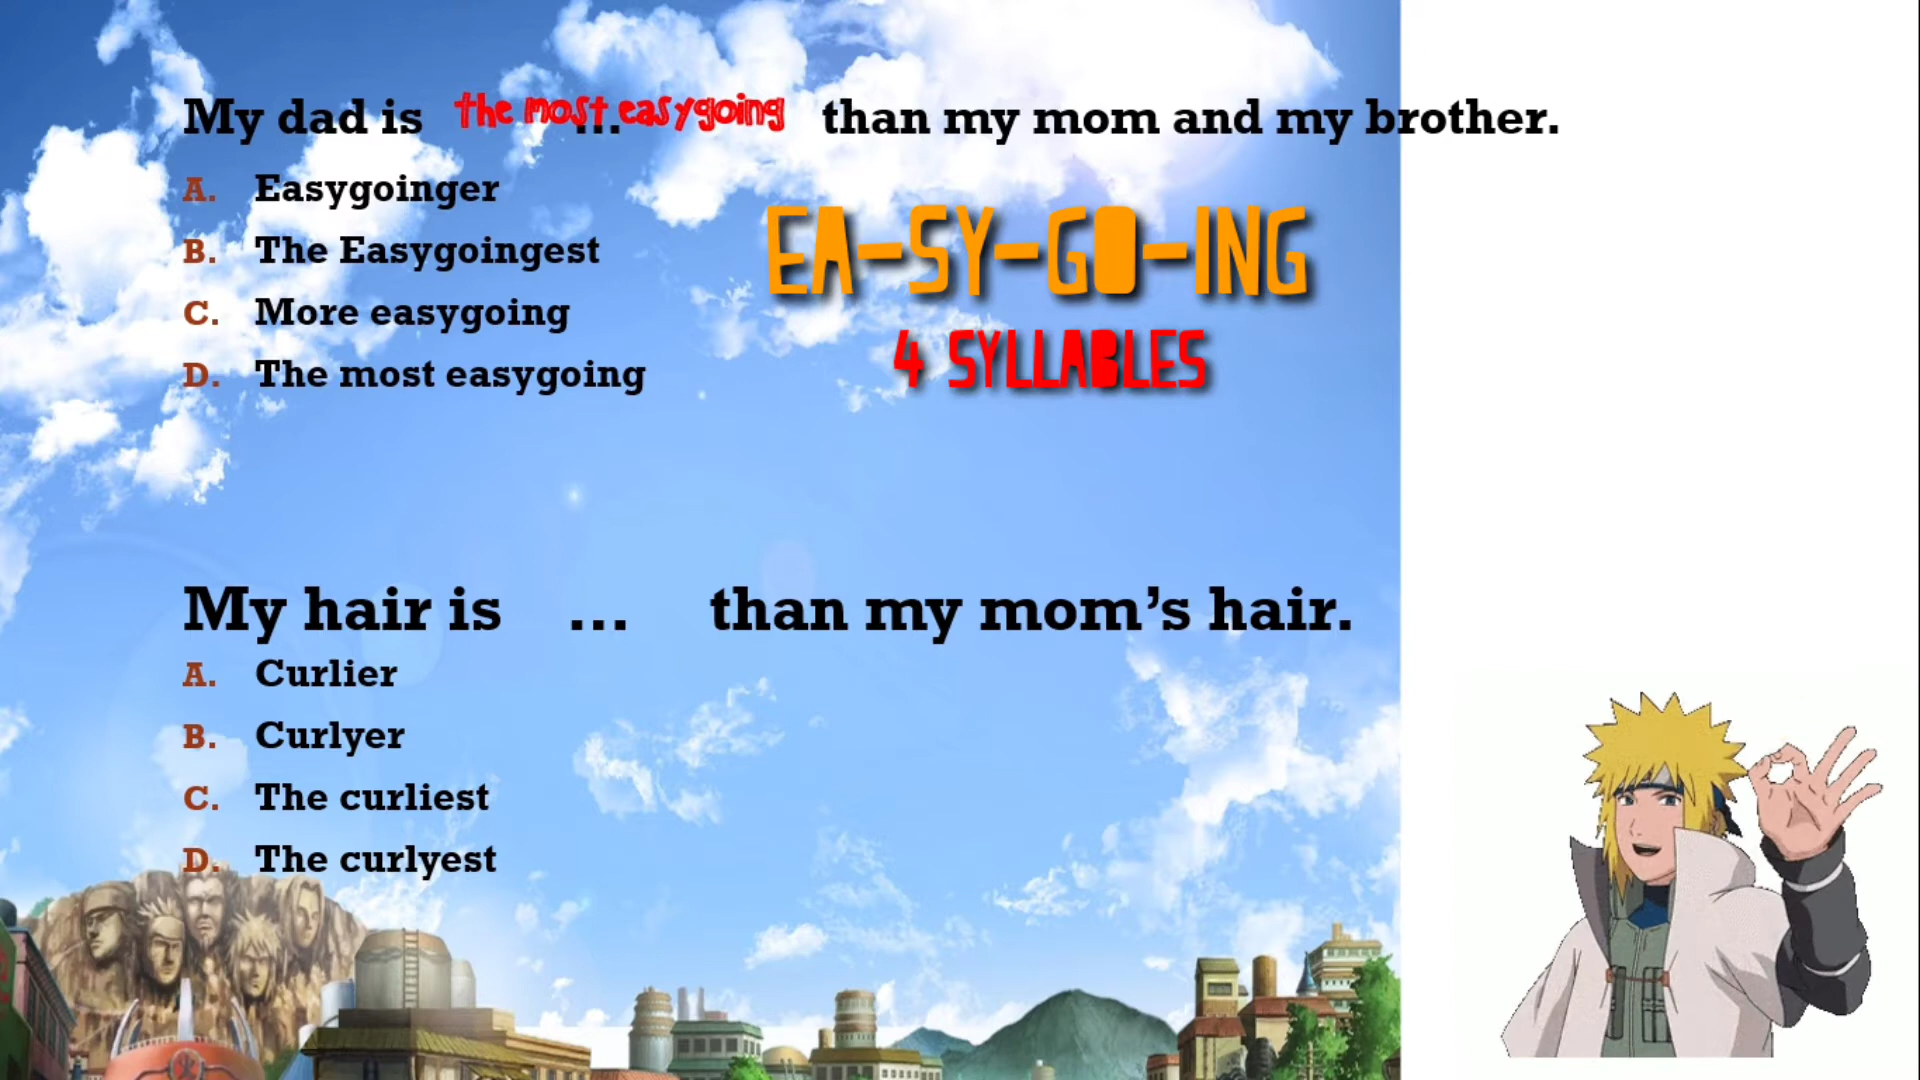 My dad is the most easygoing ... than my mom and my brother.
A. Easygoinger
B. The Easygoingest
C. More easygoing
D. The most easygoing
EA-SY-GO-ING
4 SYLLABLES
My hair is ... than my mom’s hair.
A. Curlier
B. Curlyer
C. The curliest
D. The curlyest